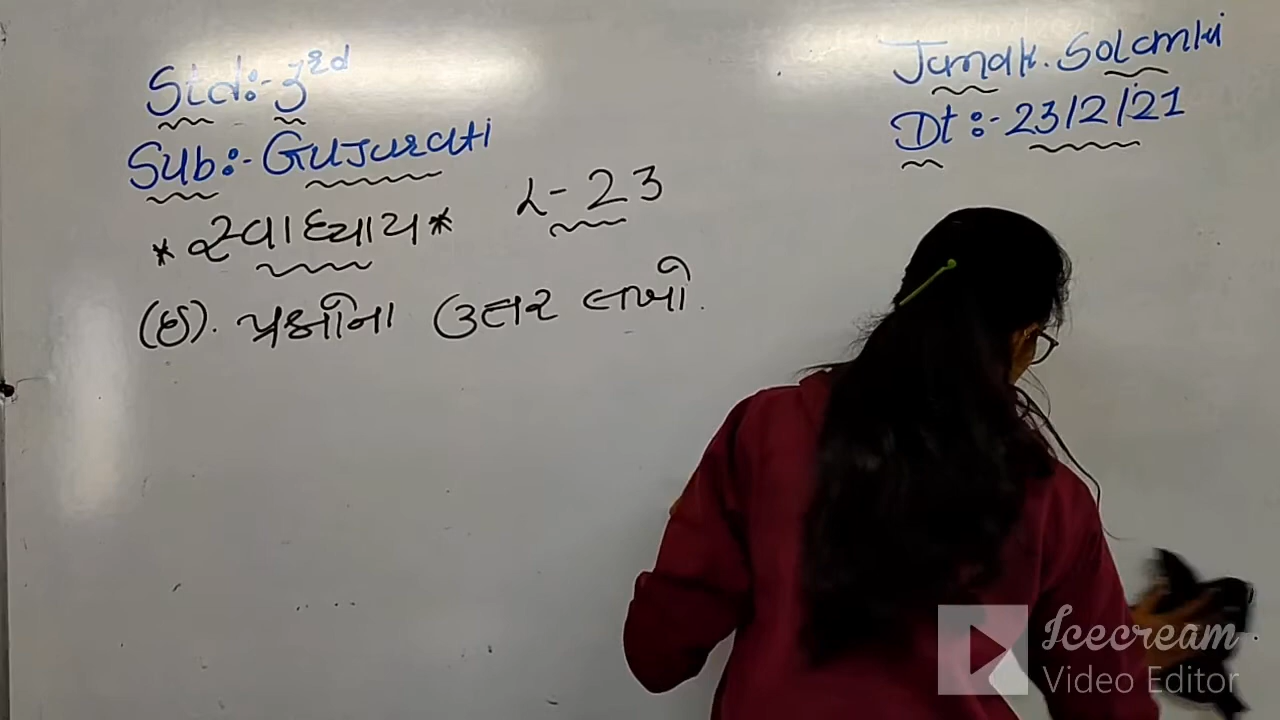 Std:- 3rd
Sub:- Gujarati
* સ્વાધ્યાય * L-23
(ઈ). પ્રશ્નોના ઉત્તર લખો.
Janak. Solanki
Dt:- 23/2/21
Icecream
Video Editor